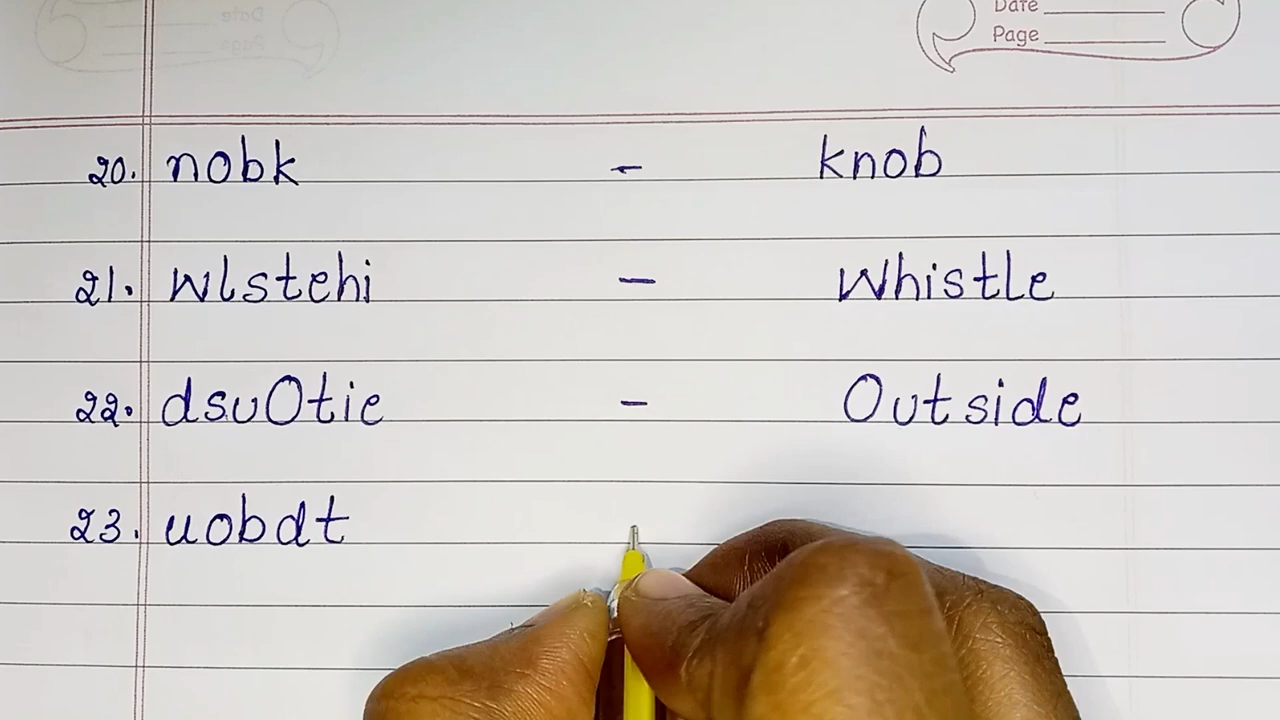 Date
Page
20. nobk - knob
21. wlstehi - Whistle
22. dsuOtie - Outside
23. uobdt